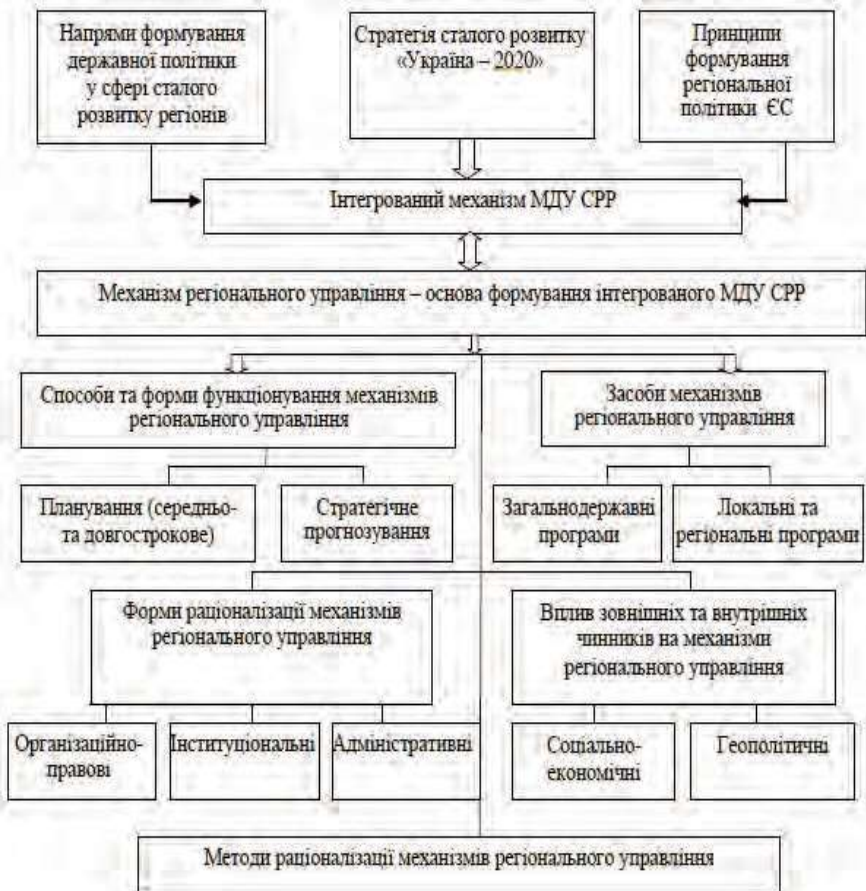 Напрями формування
державної політики
у сфері сталого
розвитку регіонів
Стратегія сталого розвитку
«Україна – 2020»
Принципи
формування
регіональної
політики ЄС
Інтегрований механізм МДУ СРР
Механізм регіонального управління – основа формування інтегрованого МДУ СРР
Способи та форми функціонування механізмів
регіонального управління
Засоби механізмів
регіонального управління
Планування (середньо-
та довгострокове)
Стратегічне
прогнозування
Загальнодержавні
програми
Локальні та
регіональні програми
Форми раціоналізації механізмів
регіонального управління
Вплив зовнішніх та внутрішніх
чинників на механізми
регіонального управління
Організаційно-
правові
Інституціональні
Адміністративні
Соціально-
економічні
Геополітичні
Методи раціоналізації механізмів регіонального управління